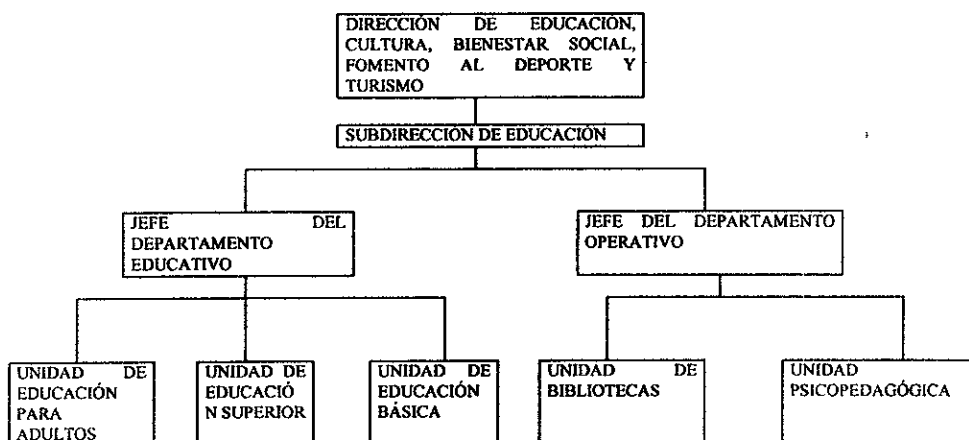 DIRECCIÓN DE EDUCACIÓN,
CULTURA, BIENESTAR SOCIAL,
FOMENTO AL DEPORTE Y
TURISMO
SUBDIRECCIÓN DE EDUCACIÓN
JEFE DEL
DEPARTAMENTO
EDUCATIVO
JEFE DEL DEPARTAMENTO
OPERATIVO
UNIDAD DE
EDUCACIÓN
PARA
ADULTOS
UNIDAD DE
EDUCACIÓ
N SUPERIOR
UNIDAD DE
EDUCACIÓN
BÁSICA
UNIDAD DE
BIBLIOTECAS
UNIDAD
PSICOPEDAGÓGICA